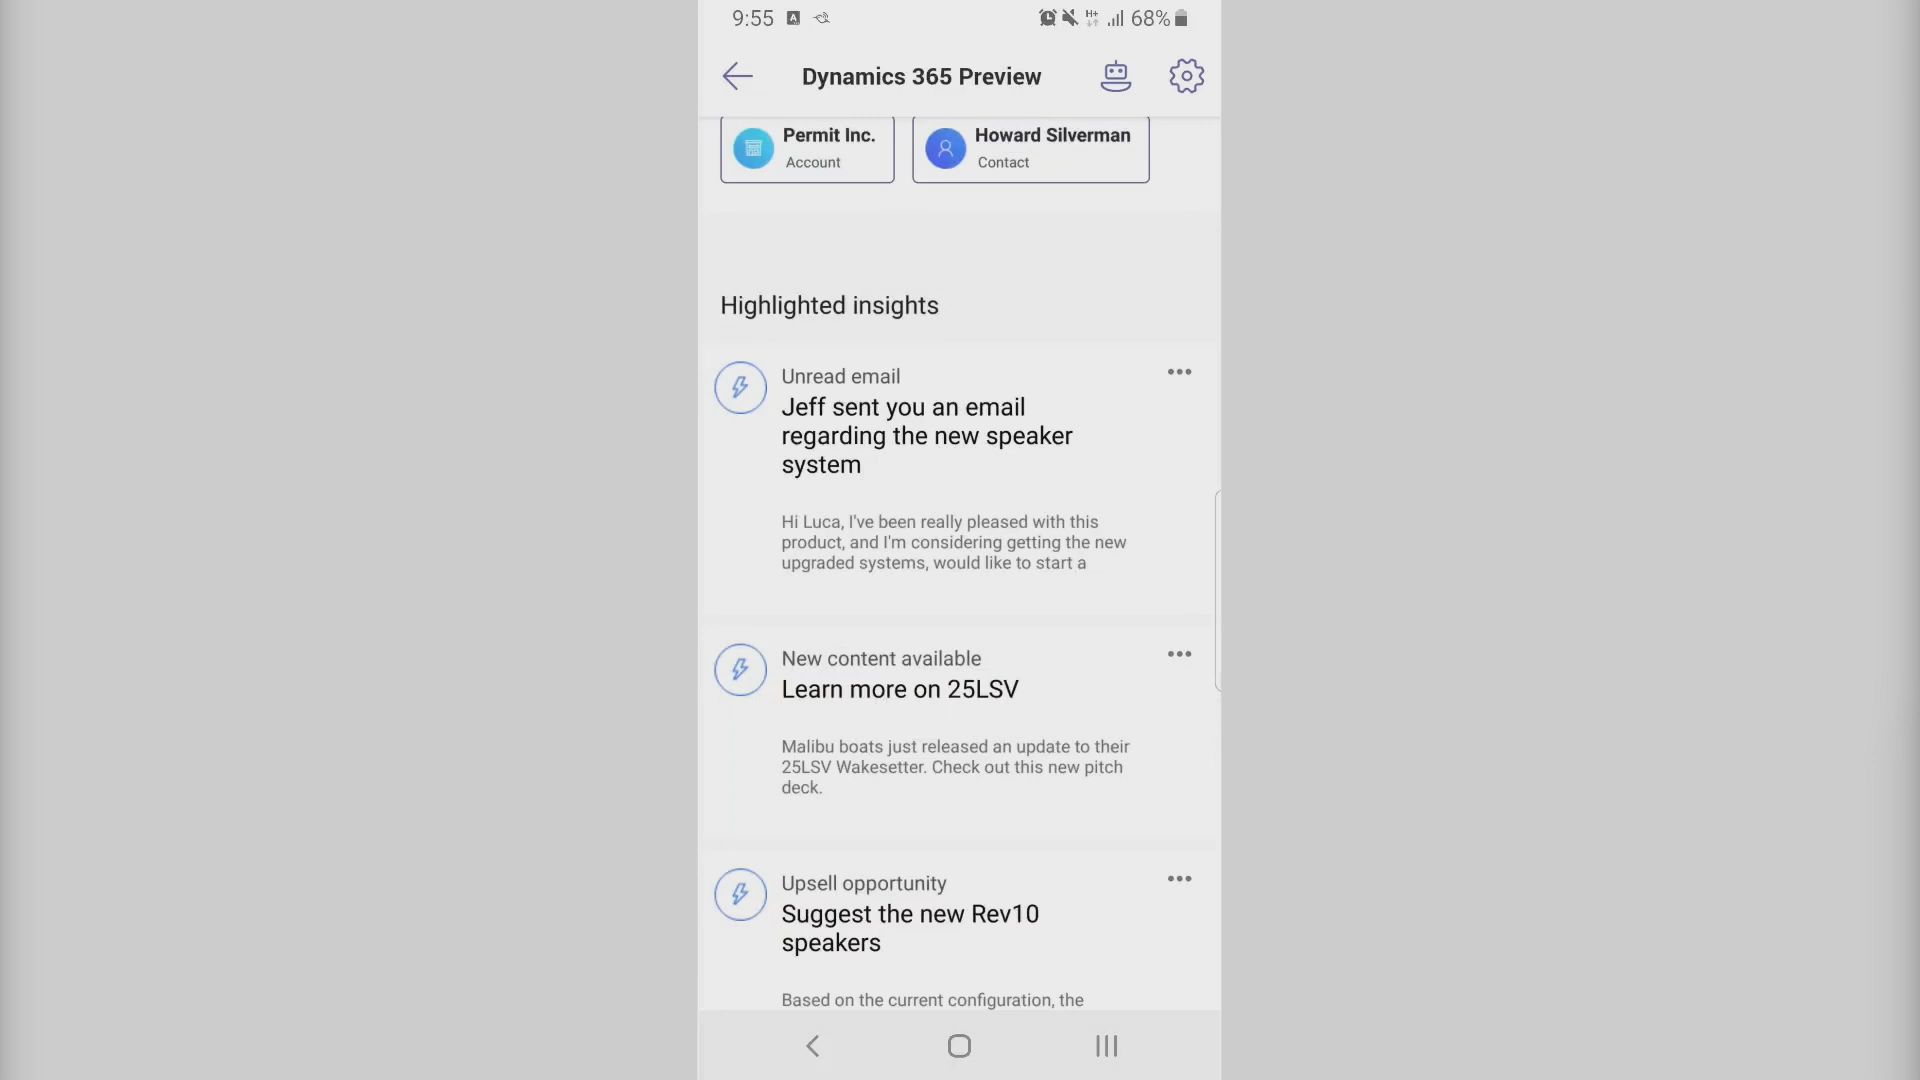 9:55
68%
Dynamics 365 Preview
Permit Inc.
Account
Howard Silverman
Contact
Highlighted insights
Unread email
Jeff sent you an email
regarding the new speaker
system
Hi Luca, I've been really pleased with this
product, and I'm considering getting the new
upgraded systems, would like to start a
New content available
Learn more on 25LSV
Malibu boats just released an update to their
25LSV Wakesetter. Check out this new pitch
deck.
Upsell opportunity
Suggest the new Rev10
speakers
Based on the current configuration, the